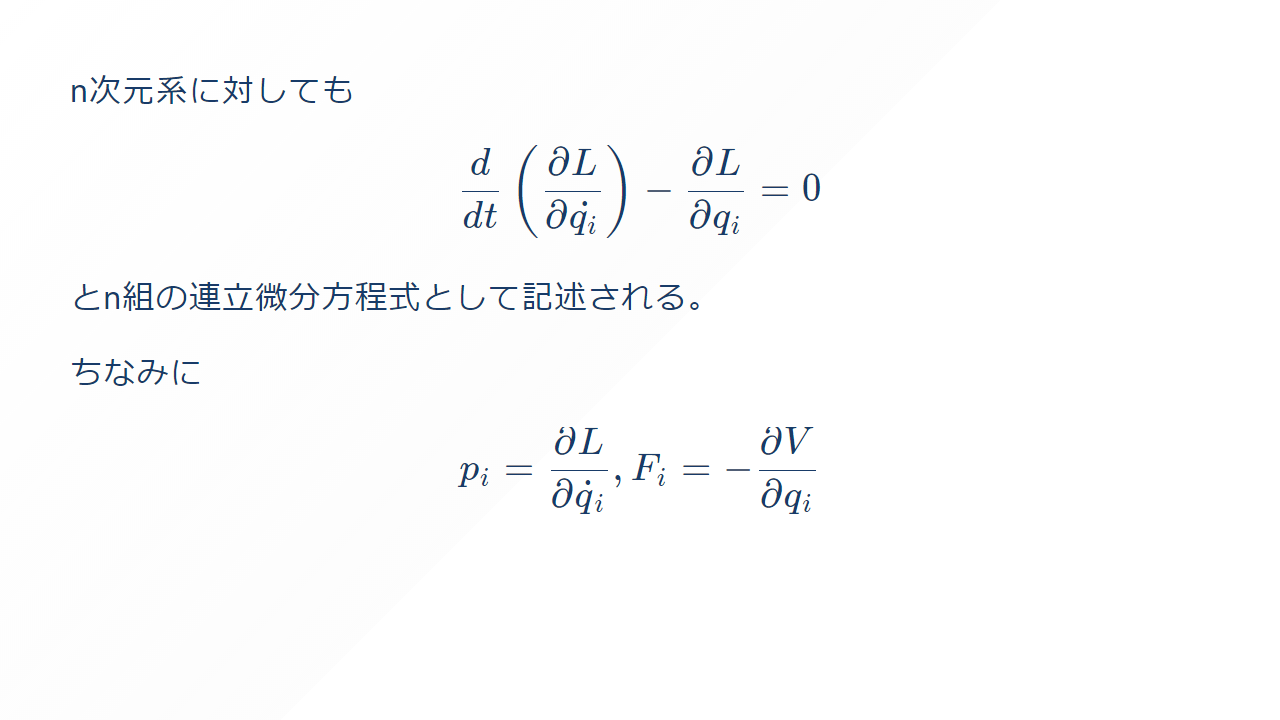 n次元系に対しても
$$\frac{d}{dt}\left(\frac{\partial L}{\partial \dot{q}_i}\right) - \frac{\partial L}{\partial q_i} = 0$$
とn組の連立微分方程式として記述される。
ちなみに
$$p_i = \frac{\partial L}{\partial \dot{q}_i}, F_i = -\frac{\partial V}{\partial q_i}$$